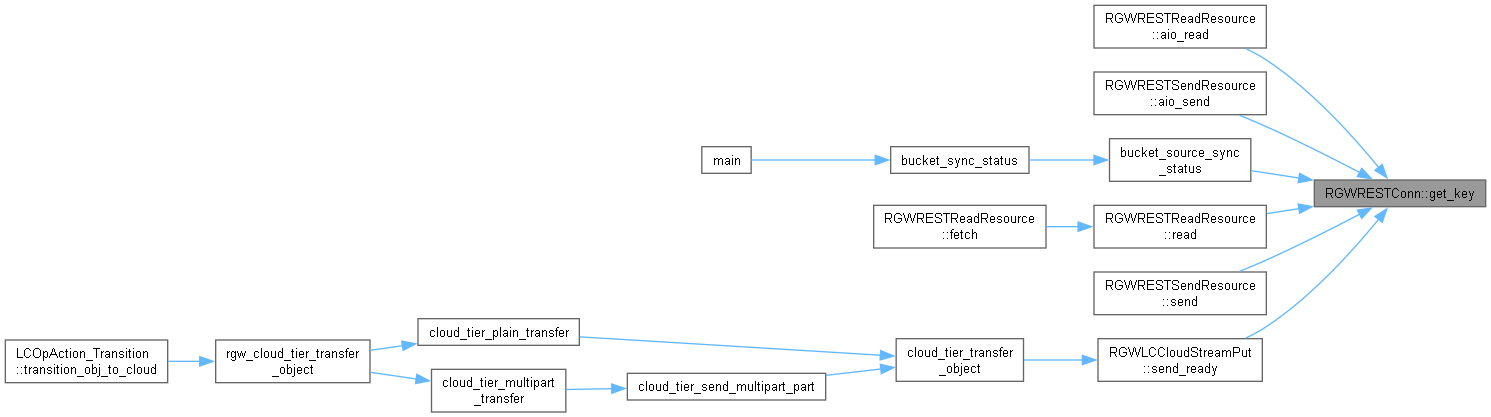 RGWRESTReadResource
::aio_read
RGWRESTSendResource
::aio_send
main
bucket_sync_status
bucket_source_sync
_status
RGWRESTConn::get_key
RGWRESTReadResource
::fetch
RGWRESTReadResource
::read
RGWRESTSendResource
::send
LCOpAction_Transition
::transition_obj_to_cloud
rgw_cloud_tier_transfer
_object
cloud_tier_plain_transfer
cloud_tier_multipart
_transfer
cloud_tier_send_multipart_part
cloud_tier_transfer
_object
RGWLCCloudStreamPut
::send_ready